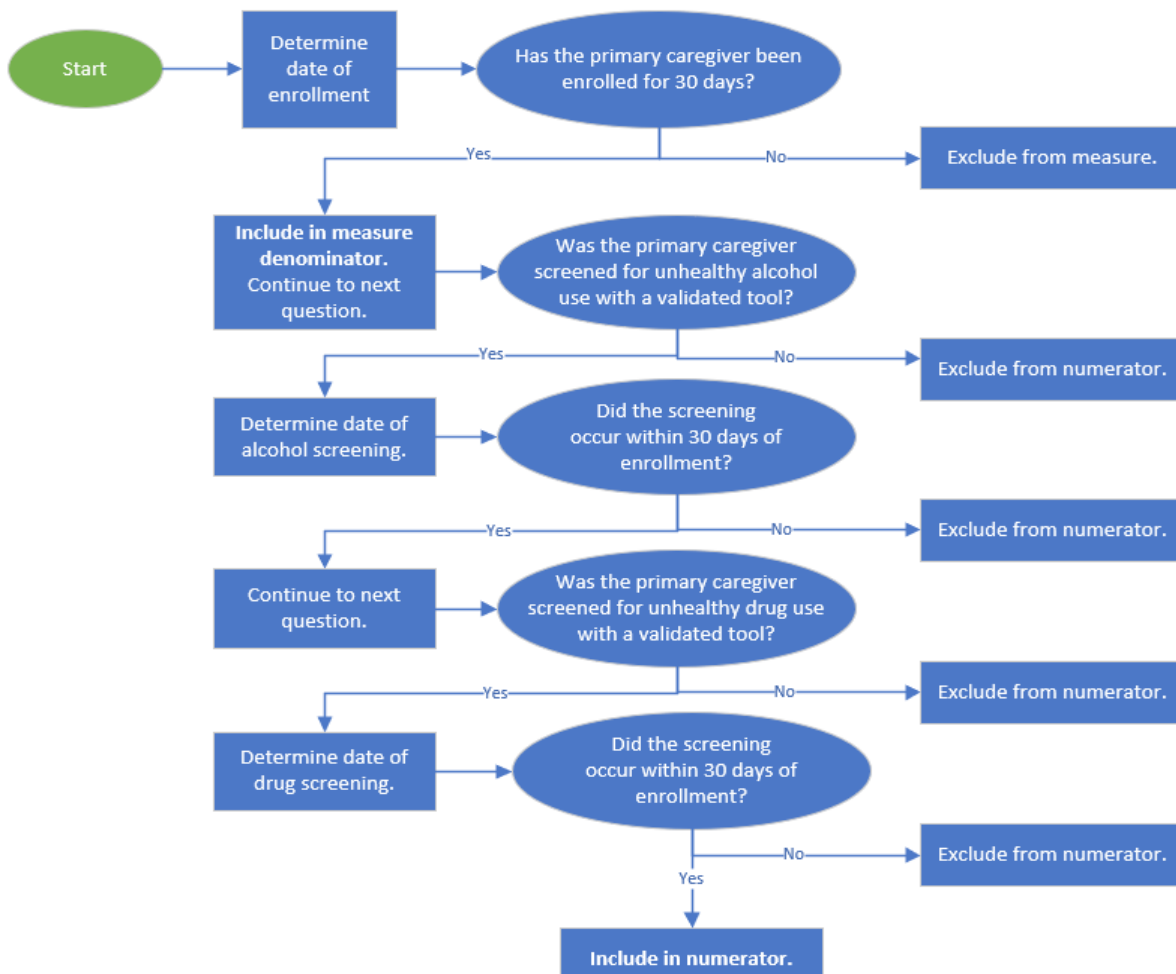 Start
Determine
date of
enrollment
Has the primary caregiver been
enrolled for 30 days?
Yes
No
Exclude from measure.
Include in measure
denominator.
Continue to next
question.
Was the primary caregiver
screened for unhealthy alcohol
use with a validated tool?
Yes
No
Exclude from numerator.
Determine date of
alcohol screening.
Did the screening
occur within 30 days of
enrollment?
Yes
No
Exclude from numerator.
Continue to next
question.
Was the primary caregiver
screened for unhealthy drug use
with a validated tool?
Yes
No
Exclude from numerator.
Determine date of
drug screening.
Did the screening
occur within 30 days of
enrollment?
No
Exclude from numerator.
Yes
Include in numerator.